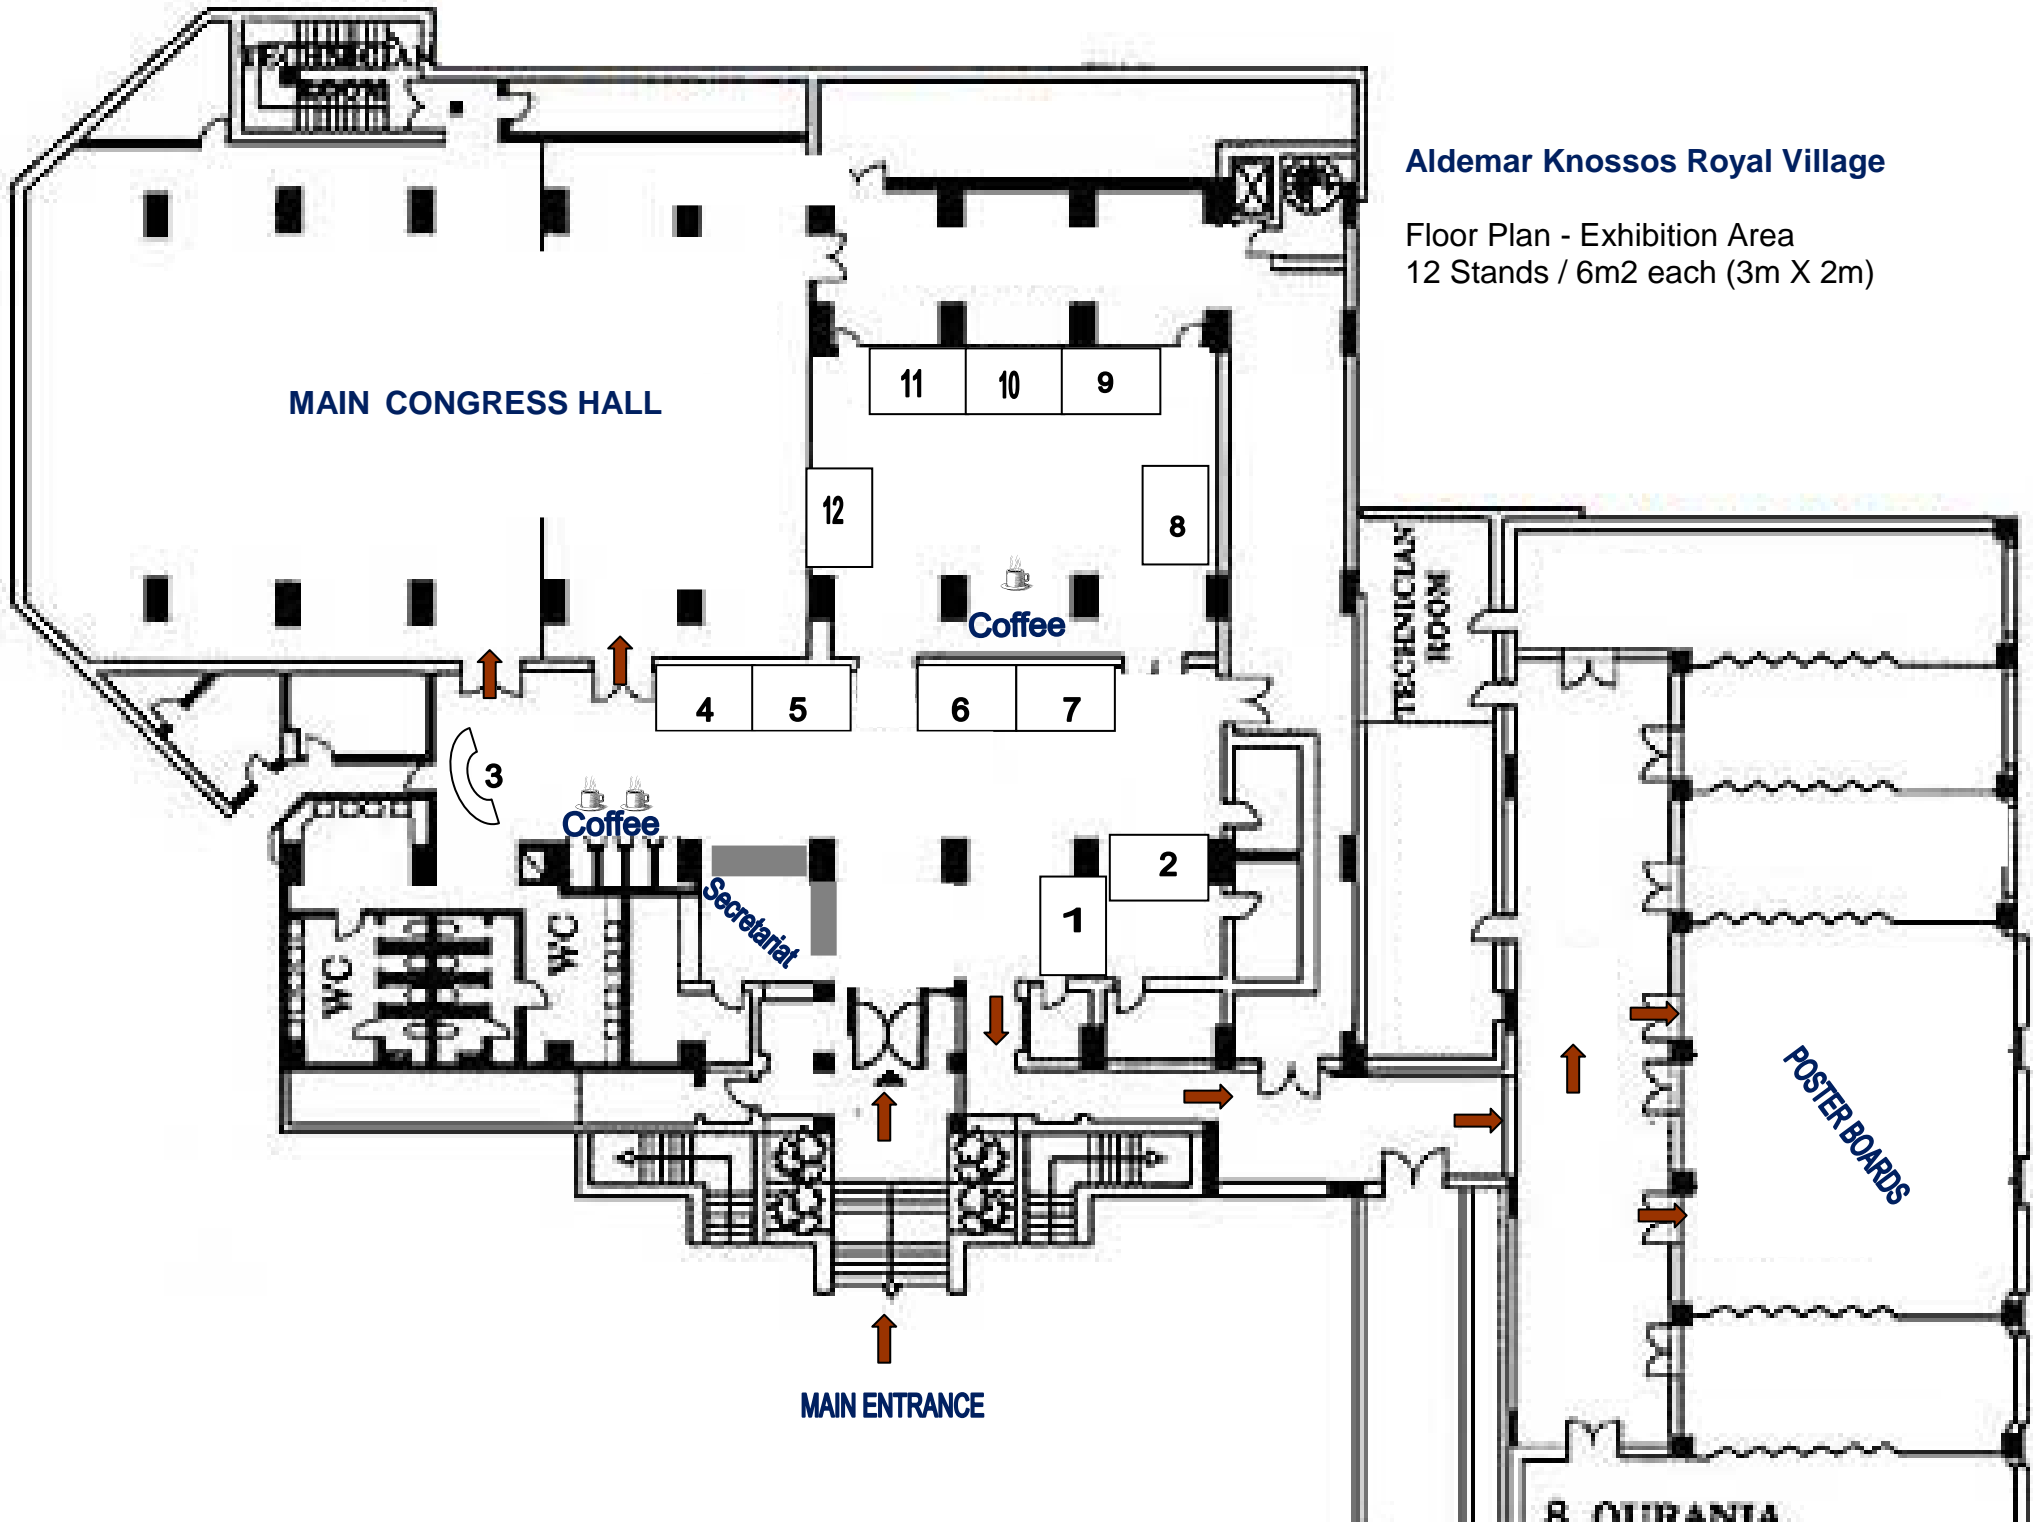 TECHNICIAN
ROOM
Aldemar Knossos Royal Village
Floor Plan - Exhibition Area
12 Stands / 6m2 each (3m X 2m)
MAIN CONGRESS HALL
11
10
9
12
8
Coffee
TECHNICIAN
ROOM
4
5
6
7
3
Coffee
2
1
Secretariat
WC
WC
POSTER BOARDS
MAIN ENTRANCE
8 OURANIA